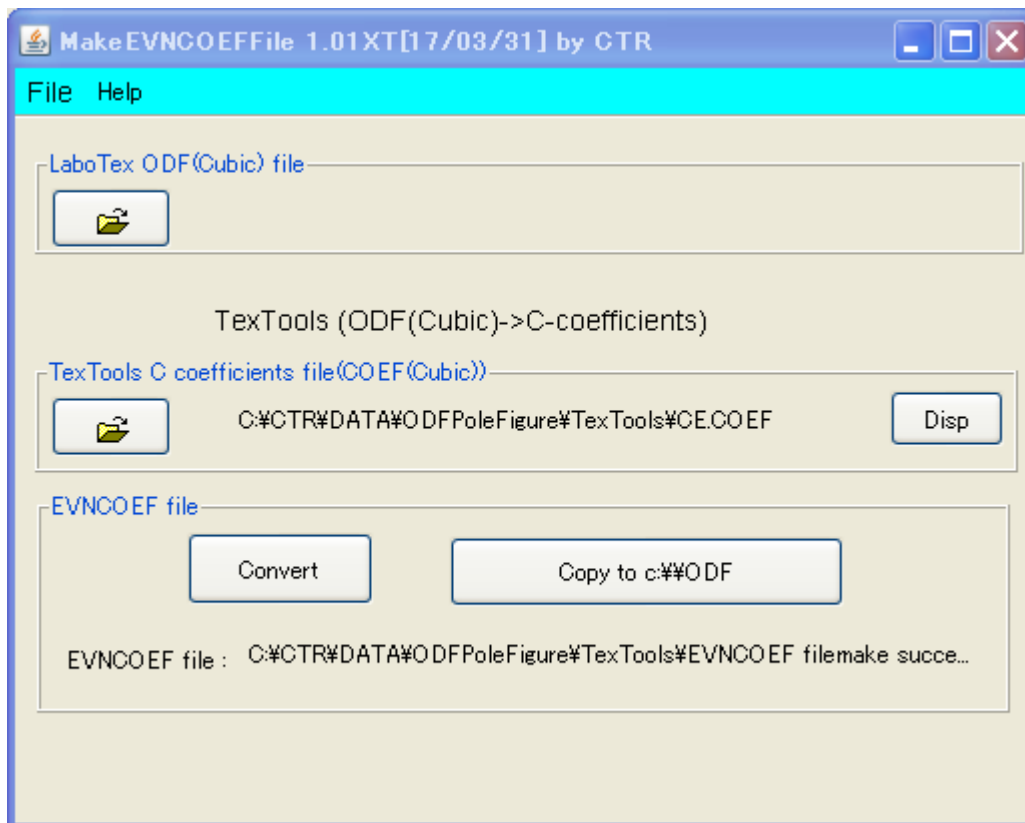 MakeEVNCOEFFile 1.01XT[17/03/31] by CTR
File Help
LaboTex ODF(Cubic) file
TexTools (ODF(Cubic)->C-coefficients)
TexTools C coefficients file(COEF(Cubic))
C:¥CTR¥DATA¥ODFPoleFigure¥TexTools¥CE.COEF Disp
EVNCOEF file
Convert Copy to c:¥¥ODF
EVNCOEF file : C:¥CTR¥DATA¥ODFPoleFigure¥TexTools¥EVNCOEF filemake succe...